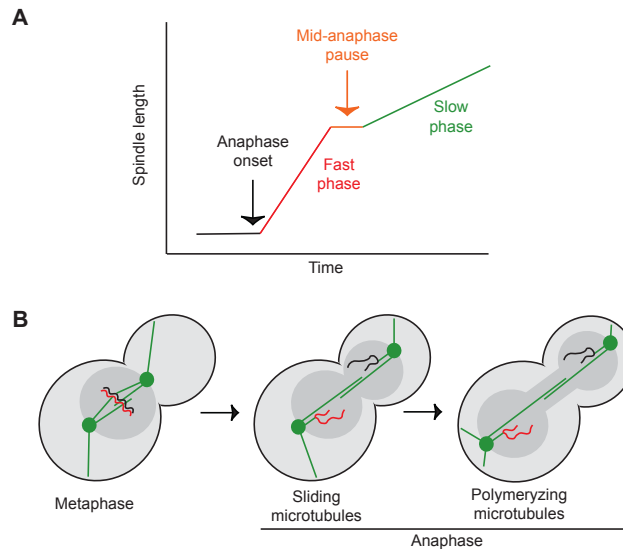 A
Mid-anaphase
pause
Slow
phase
Anaphase
onset
Fast
phase
Spindle length
Time
B
Metaphase
Sliding
microtubules
Polymeryzing
microtubules
Anaphase